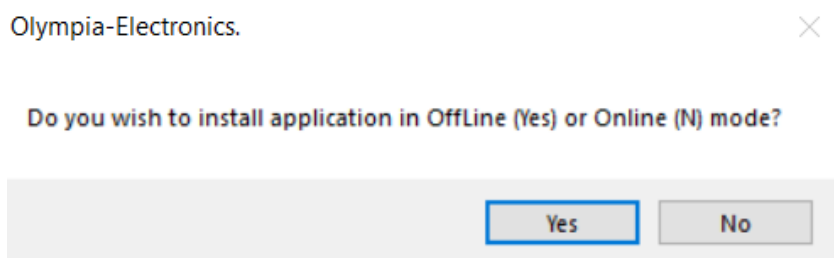 Olympia-Electronics.
Do you wish to install application in OffLine (Yes) or Online (N) mode?
Yes No